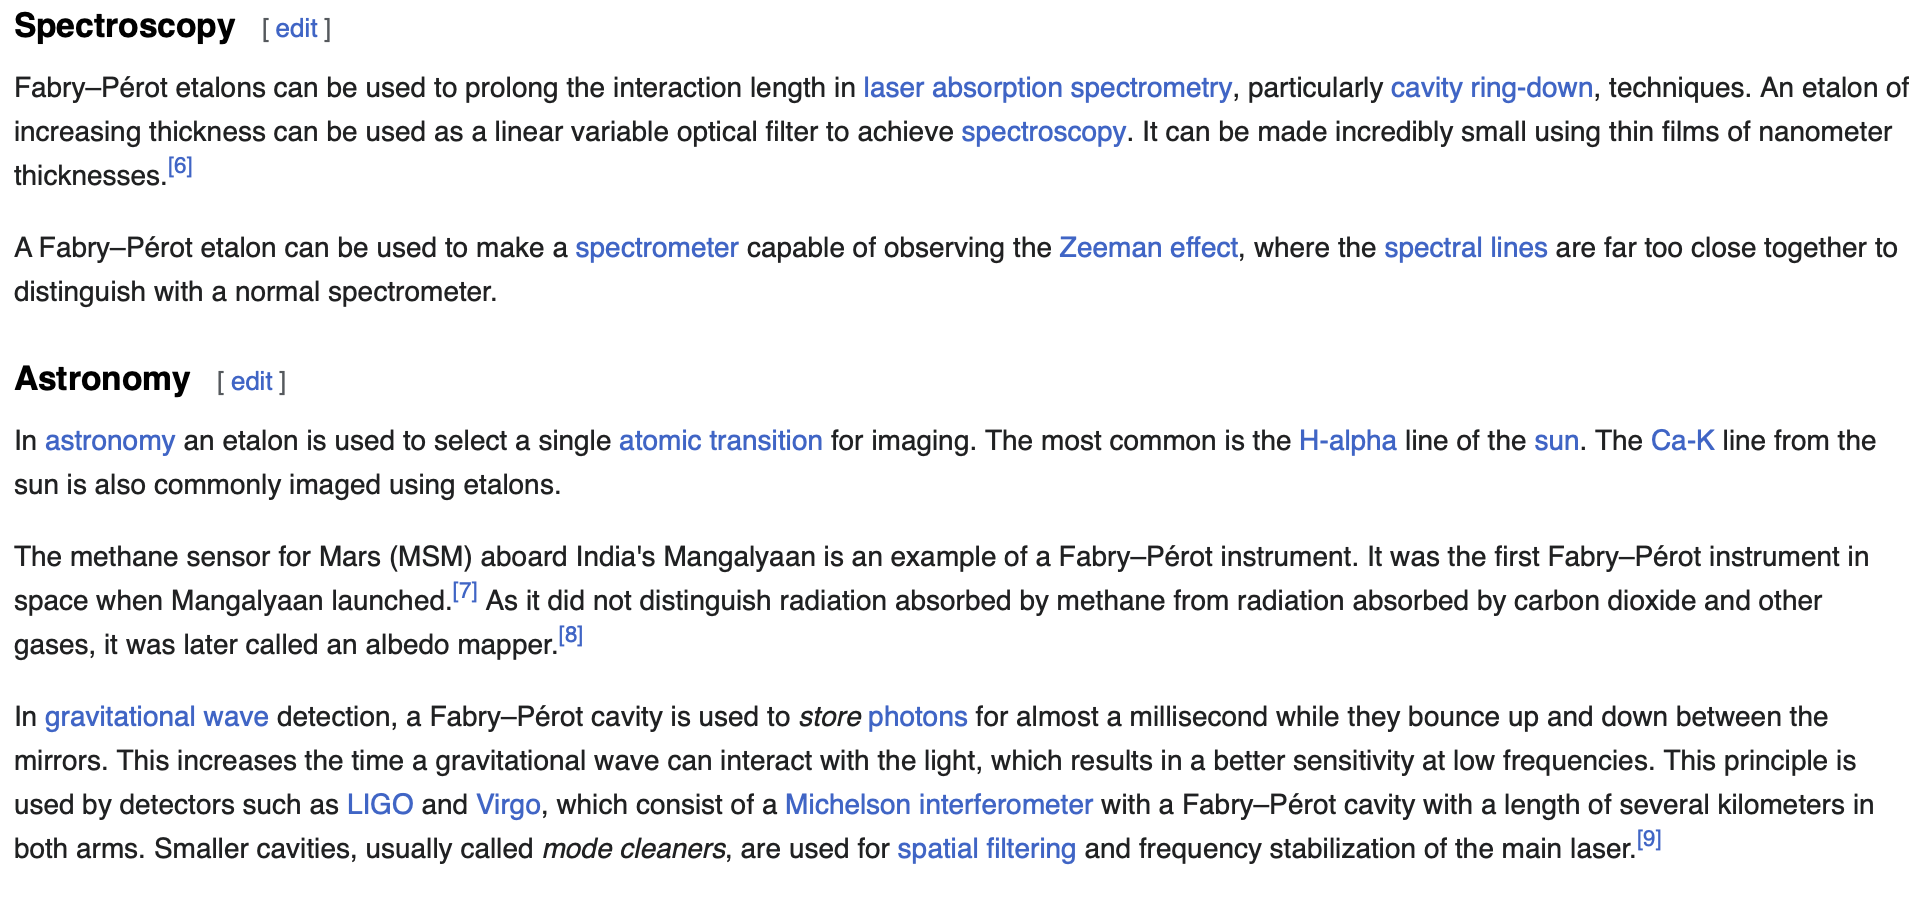 Spectroscopy [ edit ]
Fabry–Pérot etalons can be used to prolong the interaction length in laser absorption spectrometry, particularly cavity ring-down, techniques. An etalon of
increasing thickness can be used as a linear variable optical filter to achieve spectroscopy. It can be made incredibly small using thin films of nanometer
thicknesses.[6]
A Fabry–Pérot etalon can be used to make a spectrometer capable of observing the Zeeman effect, where the spectral lines are far too close together to
distinguish with a normal spectrometer.
Astronomy [ edit ]
In astronomy an etalon is used to select a single atomic transition for imaging. The most common is the H-alpha line of the sun. The Ca-K line from the
sun is also commonly imaged using etalons.
The methane sensor for Mars (MSM) aboard India's Mangalyaan is an example of a Fabry–Pérot instrument. It was the first Fabry–Pérot instrument in
space when Mangalyaan launched.[7] As it did not distinguish radiation absorbed by methane from radiation absorbed by carbon dioxide and other
gases, it was later called an albedo mapper.[8]
In gravitational wave detection, a Fabry–Pérot cavity is used to store photons for almost a millisecond while they bounce up and down between the
mirrors. This increases the time a gravitational wave can interact with the light, which results in a better sensitivity at low frequencies. This principle is
used by detectors such as LIGO and Virgo, which consist of a Michelson interferometer with a Fabry–Pérot cavity with a length of several kilometers in
both arms. Smaller cavities, usually called mode cleaners, are used for spatial filtering and frequency stabilization of the main laser.[9]